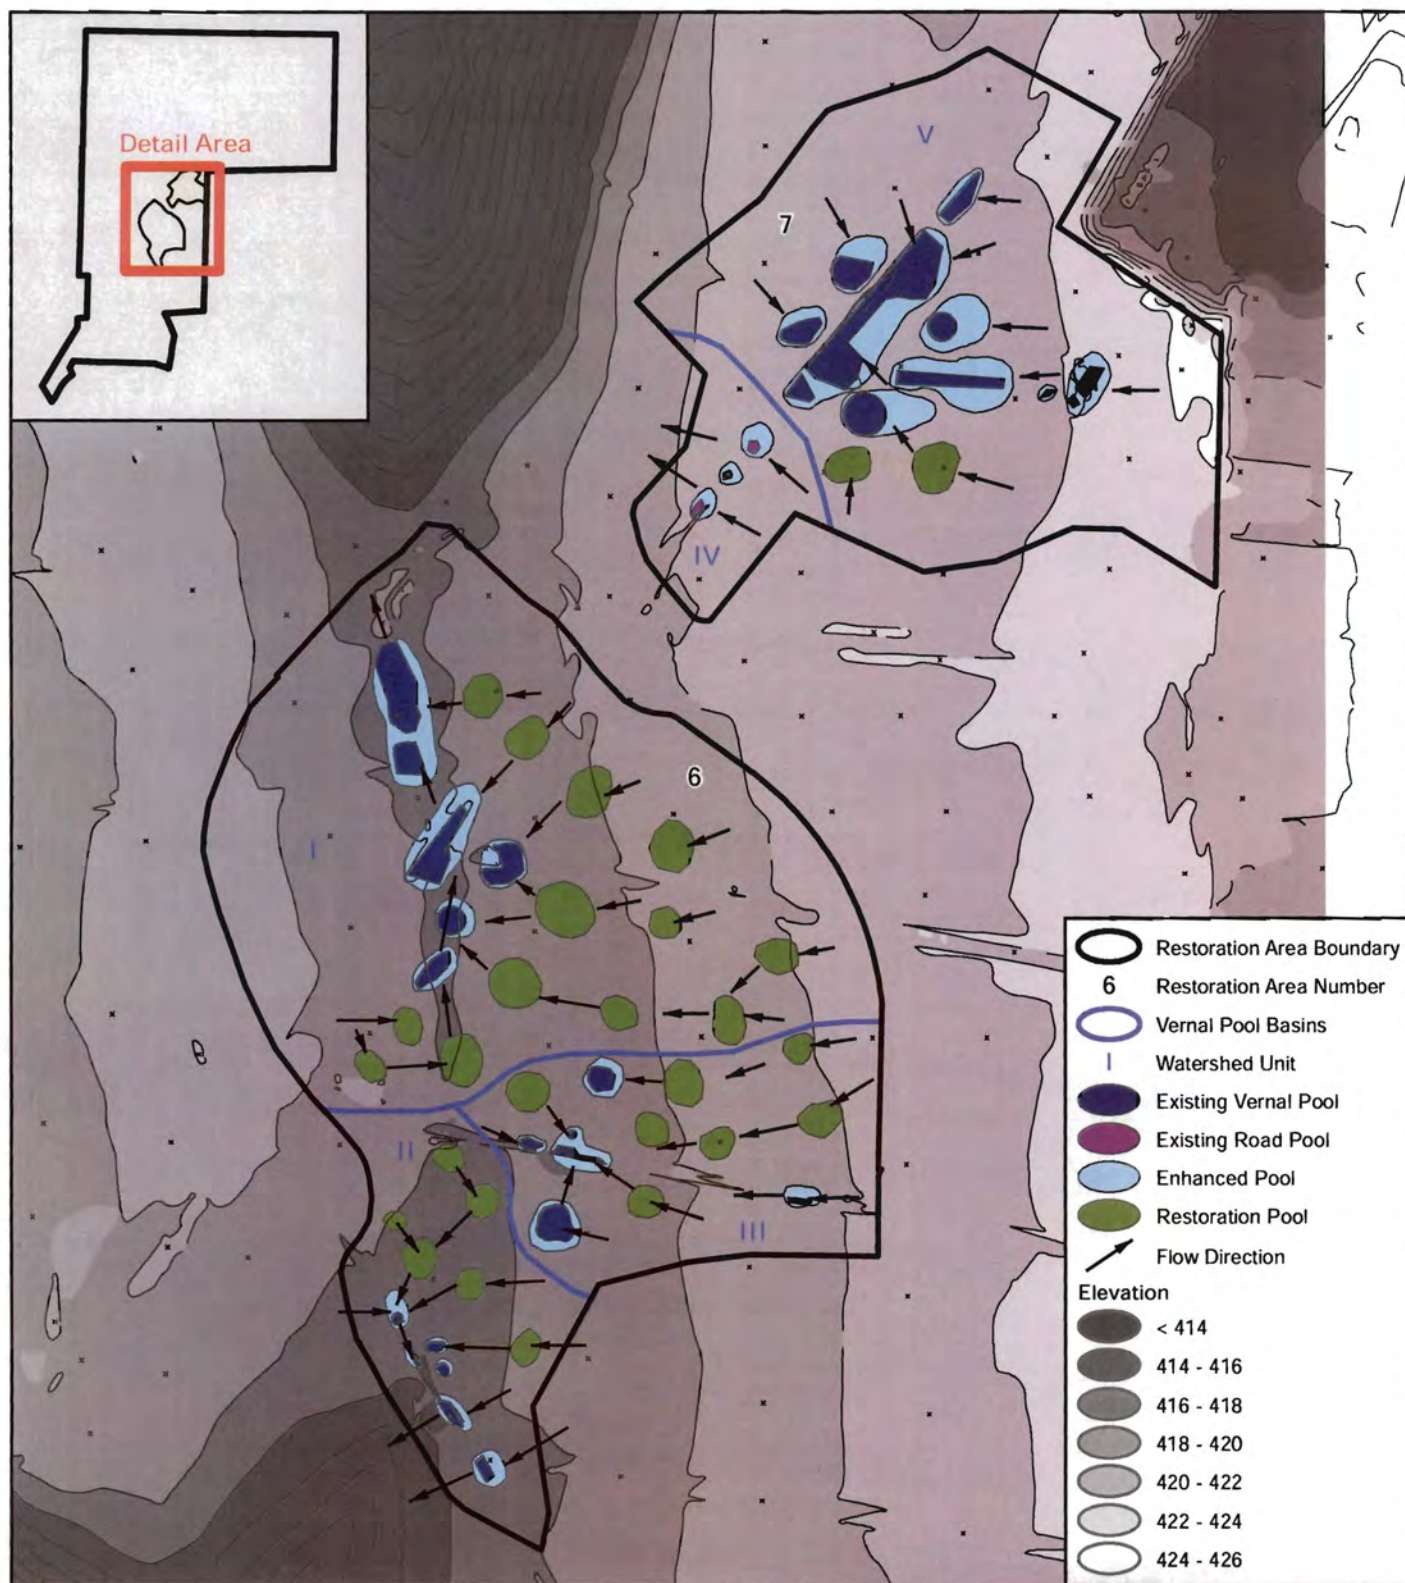 Detail Area
V
7
IV
6
I
II
III
Restoration Area Boundary
6 Restoration Area Number
Vernal Pool Basins
I Watershed Unit
Existing Vernal Pool
Existing Road Pool
Enhanced Pool
Restoration Pool
Flow Direction
Elevation
< 414
414 - 416
416 - 418
418 - 420
420 - 422
422 - 424
424 - 426